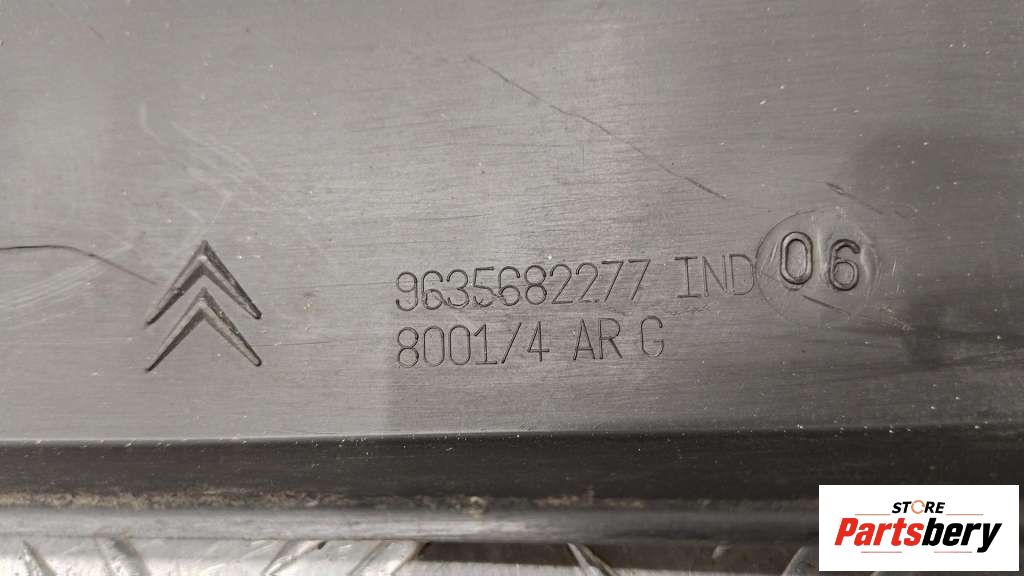 9635682277 IND 06
8001/4 AR G
STORE
Partsbery